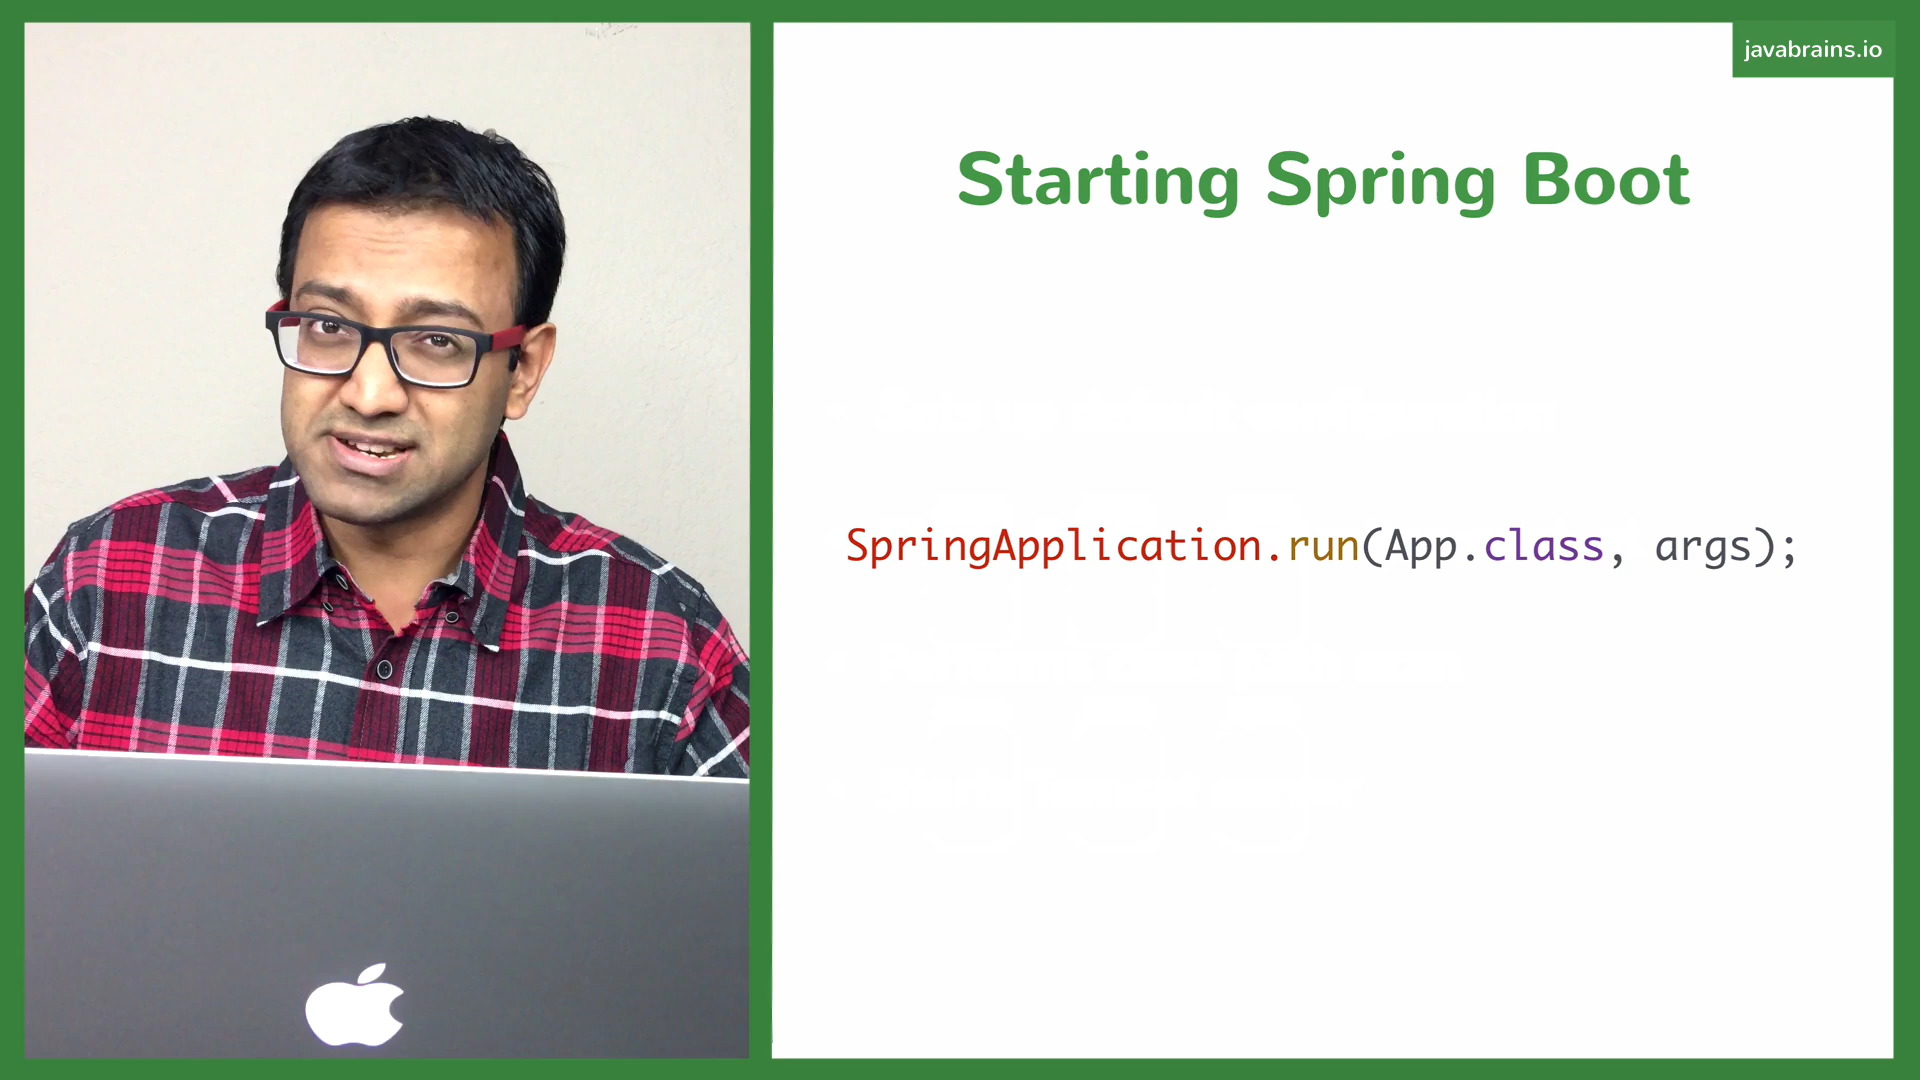 javabrains.io
Starting Spring Boot
SpringApplication.run(App.class, args);